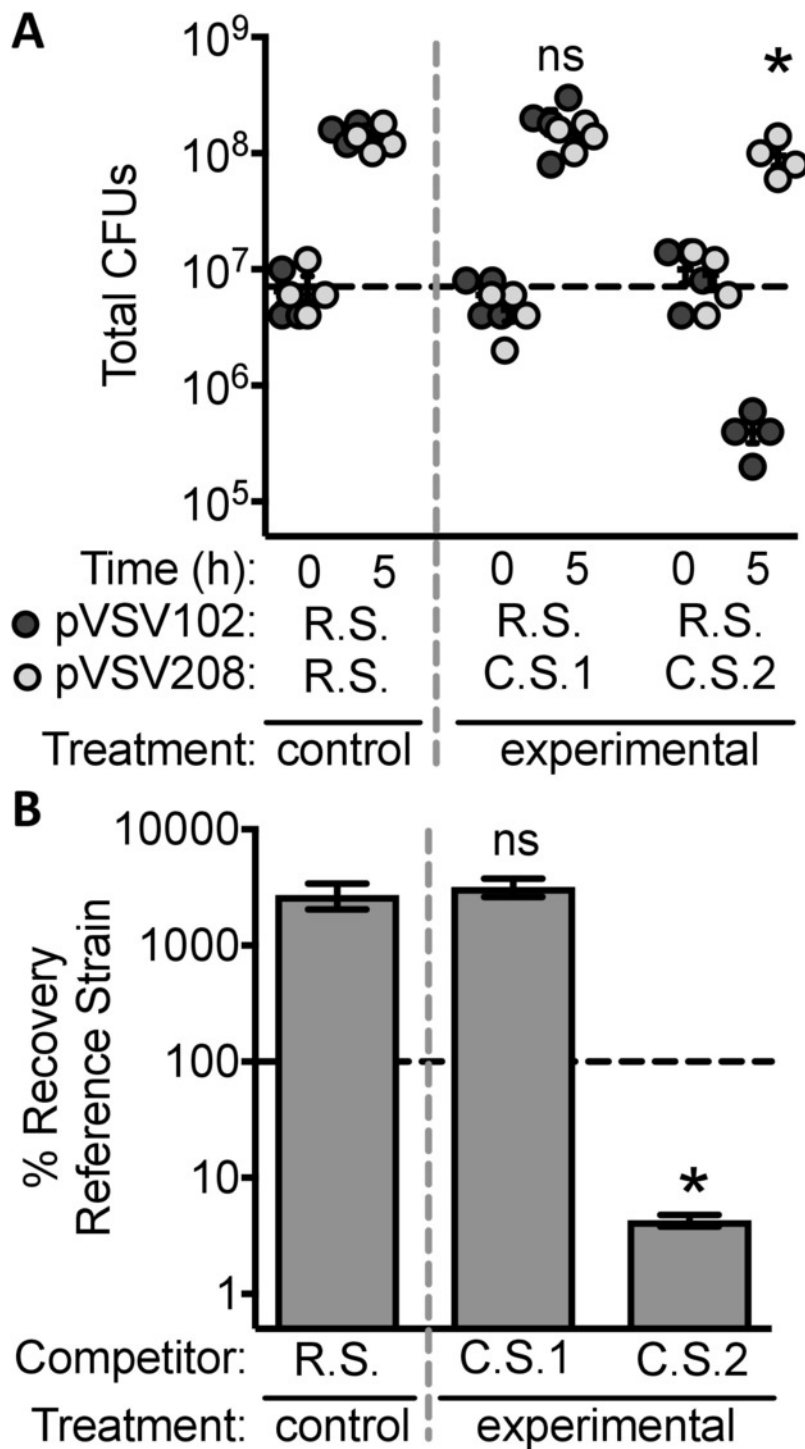 A
10⁹
ns
*
10⁸
10⁷
10⁶
10⁵
Total CFUs
Time (h): 0 5 0 5 0 5
pVSV102: R.S. R.S. R.S.
pVSV208: R.S. C.S.1 C.S.2
Treatment: control experimental
B
10000
ns
1000
100
10
*
1
% Recovery
Reference Strain
Competitor: R.S. C.S.1 C.S.2
Treatment: control experimental